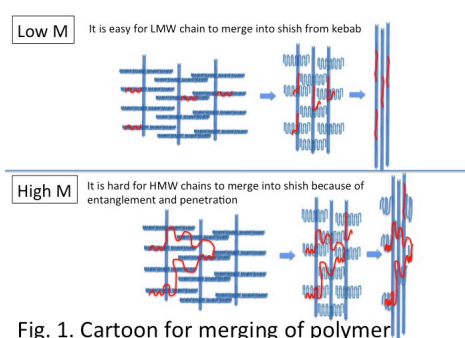 Low M
It is easy for LMW chain to merge into shish from kebab
High M
It is hard for HMW chains to merge into shish because of
entanglement and penetration
Fig. 1. Cartoon for merging of polymer